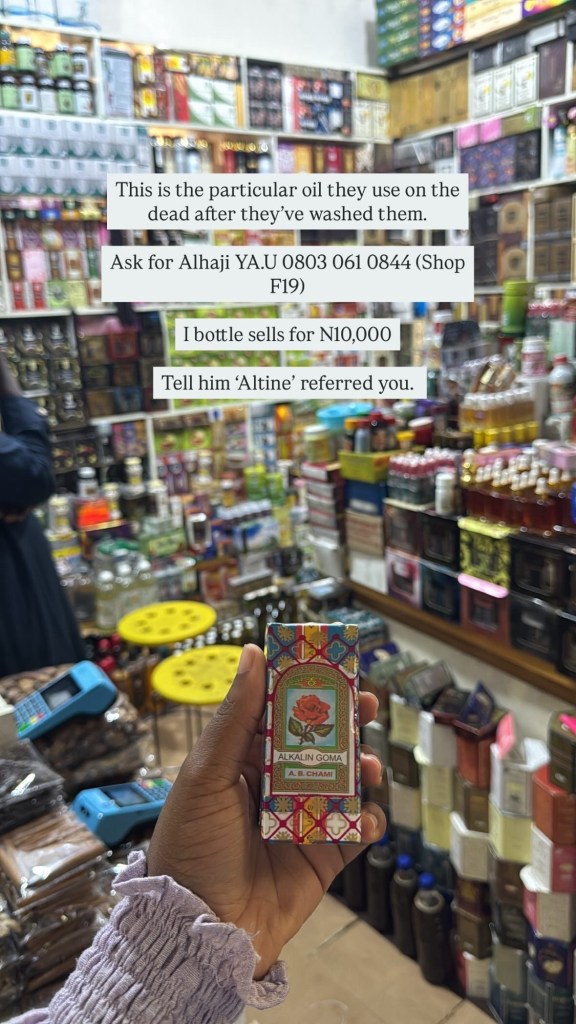 This is the particular oil they use on the
dead after they’ve washed them.
Ask for Alhaji YA.U 0803 061 0844 (Shop
F19)
I bottle sells for N10,000
Tell him ‘Altine’ referred you.
ALKALIN GOMA
A. B. CHAMI